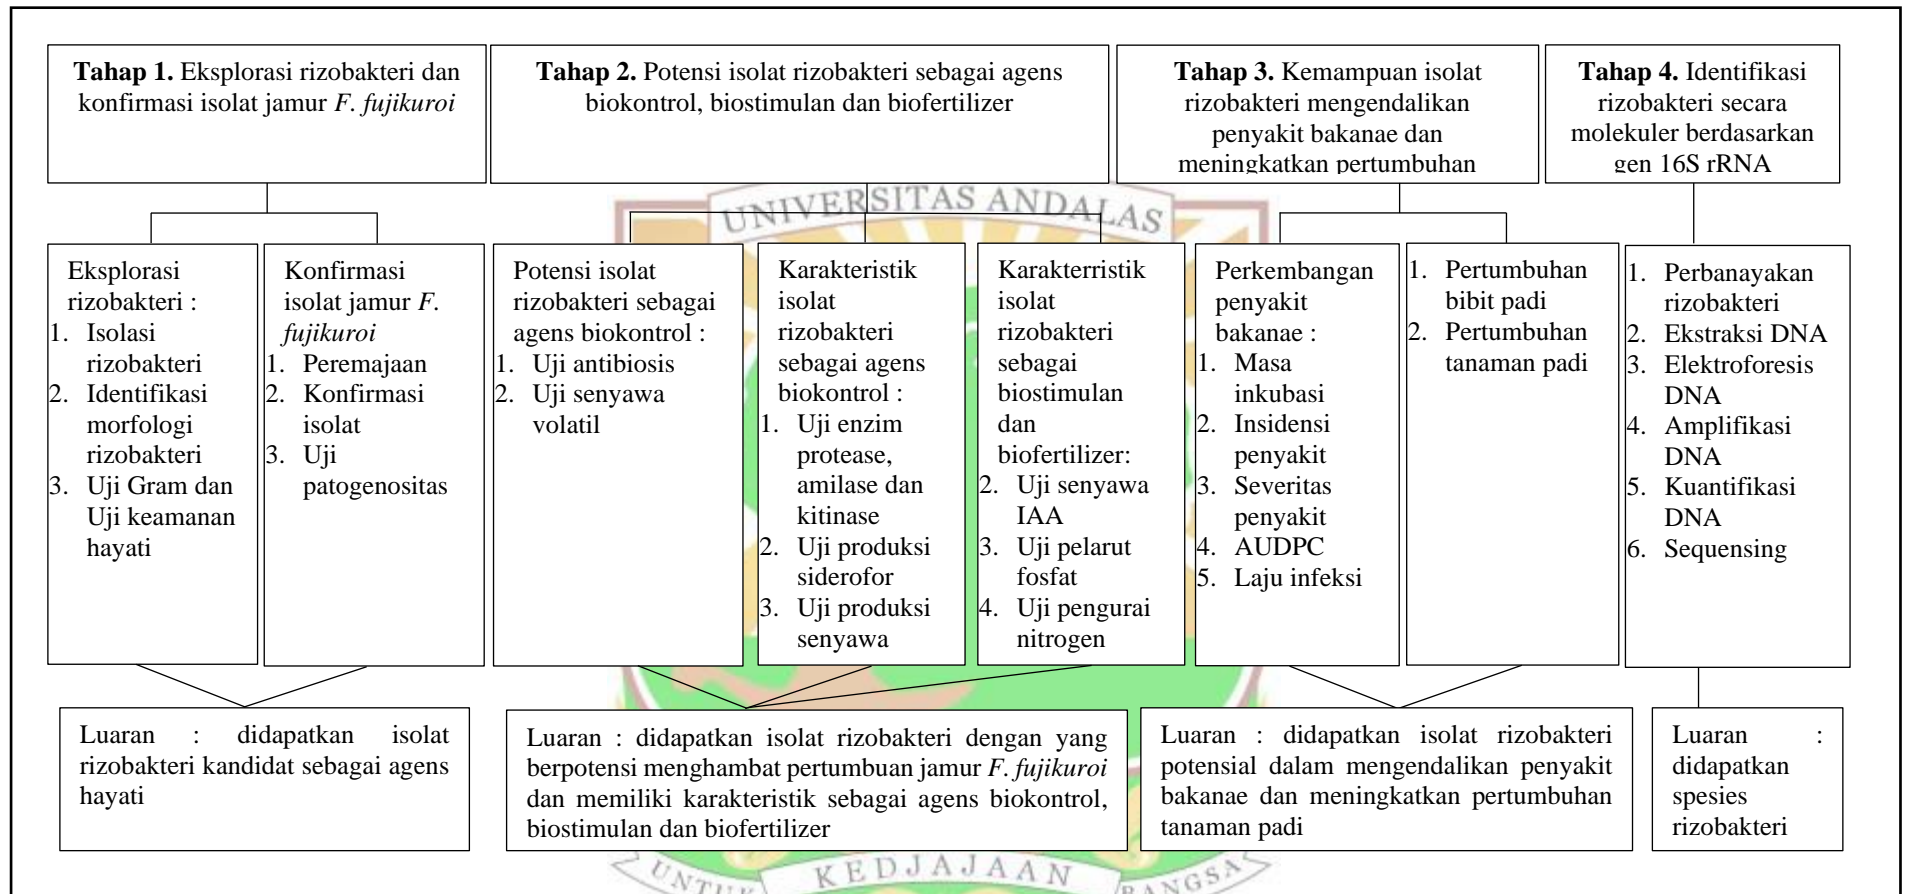 Tahap 1. Eksplorasi rizobakteri dan
konfirmasi isolat jamur F. fujikuroi
Tahap 2. Potensi isolat rizobakteri sebagai agens
biokontrol, biostimulan dan biofertilizer
Tahap 3. Kemampuan isolat
rizobakteri mengendalikan
penyakit bakanae dan
meningkatkan pertumbuhan
Tahap 4. Identifikasi
rizobakteri secara
molekuler berdasarkan
gen 16S rRNA
UNIVERSITAS ANDALAS
Eksplorasi
rizobakteri :
1. Isolasi
rizobakteri
2. Identifikasi
morfologi
rizobakteri
3. Uji Gram dan
Uji keamanan
hayati
Konfirmasi
isolat jamur F.
fujikuroi
1. Peremajaan
2. Konfirmasi
isolat
3. Uji
patogenositas
Potensi isolat
rizobakteri sebagai
agens biokontrol :
1. Uji antibiosis
2. Uji senyawa
volatil
Karakteristik
isolat
rizobakteri
sebagai agens
biokontrol :
1. Uji enzim
protease,
amilase dan
kitinase
2. Uji produksi
siderofor
3. Uji produksi
senyawa
Karakterristik
isolat
rizobakteri
sebagai
biostimulan
dan
biofertilizer:
2. Uji senyawa
IAA
3. Uji pelarut
fosfat
4. Uji pengurai
nitrogen
Perkembangan
penyakit
bakanae :
1. Masa
inkubasi
2. Insidensi
penyakit
3. Severitas
penyakit
4. AUDPC
5. Laju infeksi
1. Pertumbuhan
bibit padi
2. Pertumbuhan
tanaman padi
1. Perbanayakan
rizobakteri
2. Ekstraksi DNA
3. Elektroforesis
DNA
4. Amplifikasi
DNA
5. Kuantifikasi
DNA
6. Sequensing
Luaran : didapatkan isolat
rizobakteri kandidat sebagai agens
hayati
Luaran : didapatkan isolat rizobakteri dengan yang
berpotensi menghambat pertumbuan jamur F. fujikuroi
dan memiliki karakteristik sebagai agens biokontrol,
biostimulan dan biofertilizer
Luaran : didapatkan isolat rizobakteri
potensial dalam mengendalikan penyakit
bakanae dan meningkatkan pertumbuhan
tanaman padi
Luaran :
didapatkan
spesies
rizobakteri
UNTUK KEDJAJAAN BANGSA